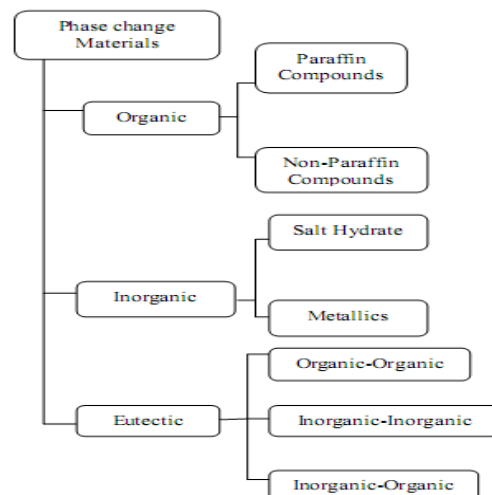 Phase change
Materials
Paraffin
Compounds
Organic
Non-Paraffin
Compounds
Salt Hydrate
Inorganic
Metallics
Organic-Organic
Eutectic
Inorganic-Inorganic
Inorganic-Organic